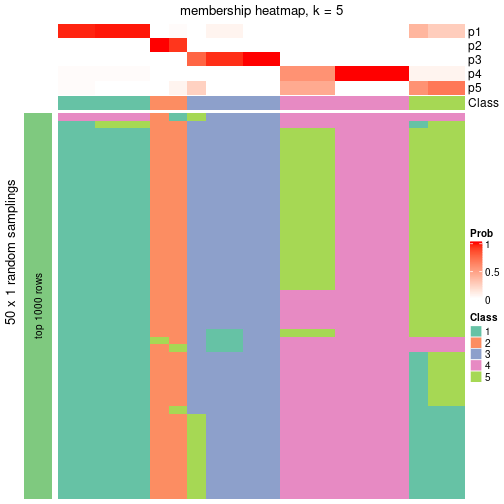 membership heatmap, k = 5
p1
p2
p3
p4
p5
Class
50 x 1 random samplings
top 1000 rows
Prob
1
0.5
0
Class
1
2
3
4
5